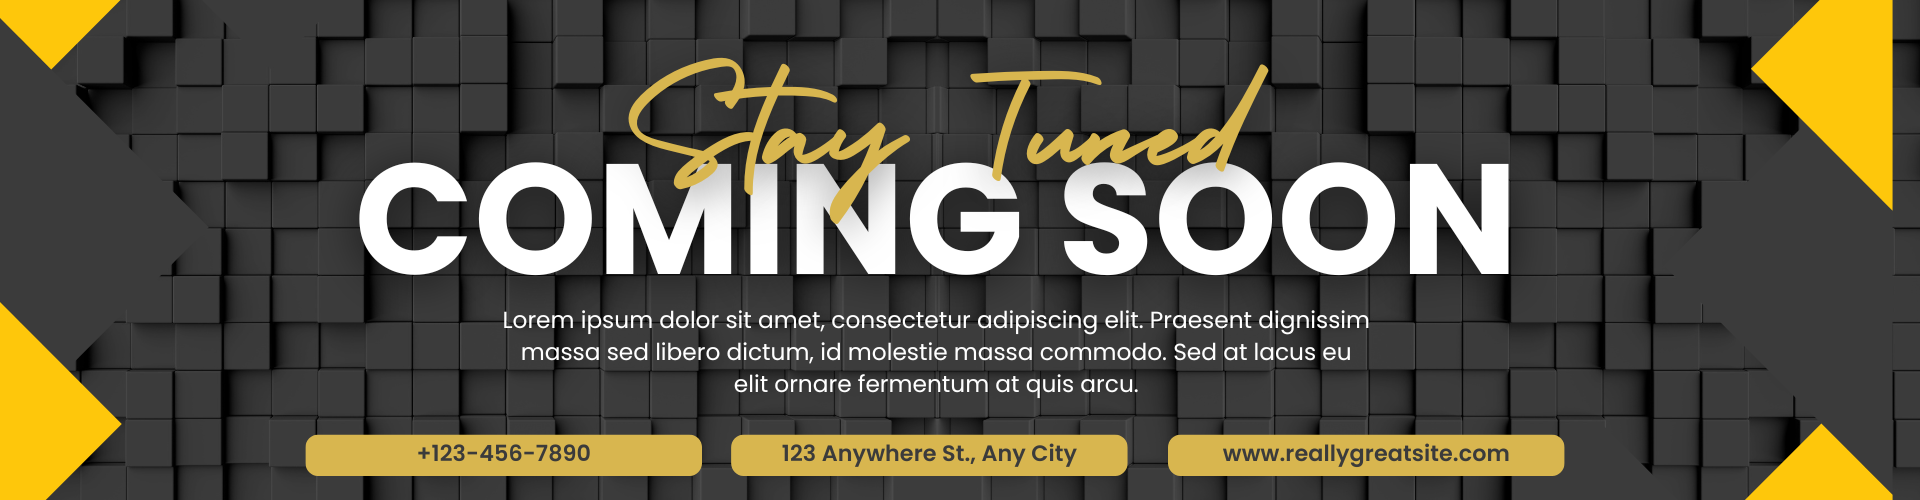 Stay Tuned
COMING SOON
Lorem ipsum dolor sit amet, consectetur adipiscing elit. Praesent dignissim
massa sed libero dictum, id molestie massa commodo. Sed at lacus eu
elit ornare fermentum at quis arcu.
+123-456-7890
123 Anywhere St., Any City
www.reallygreatsite.com